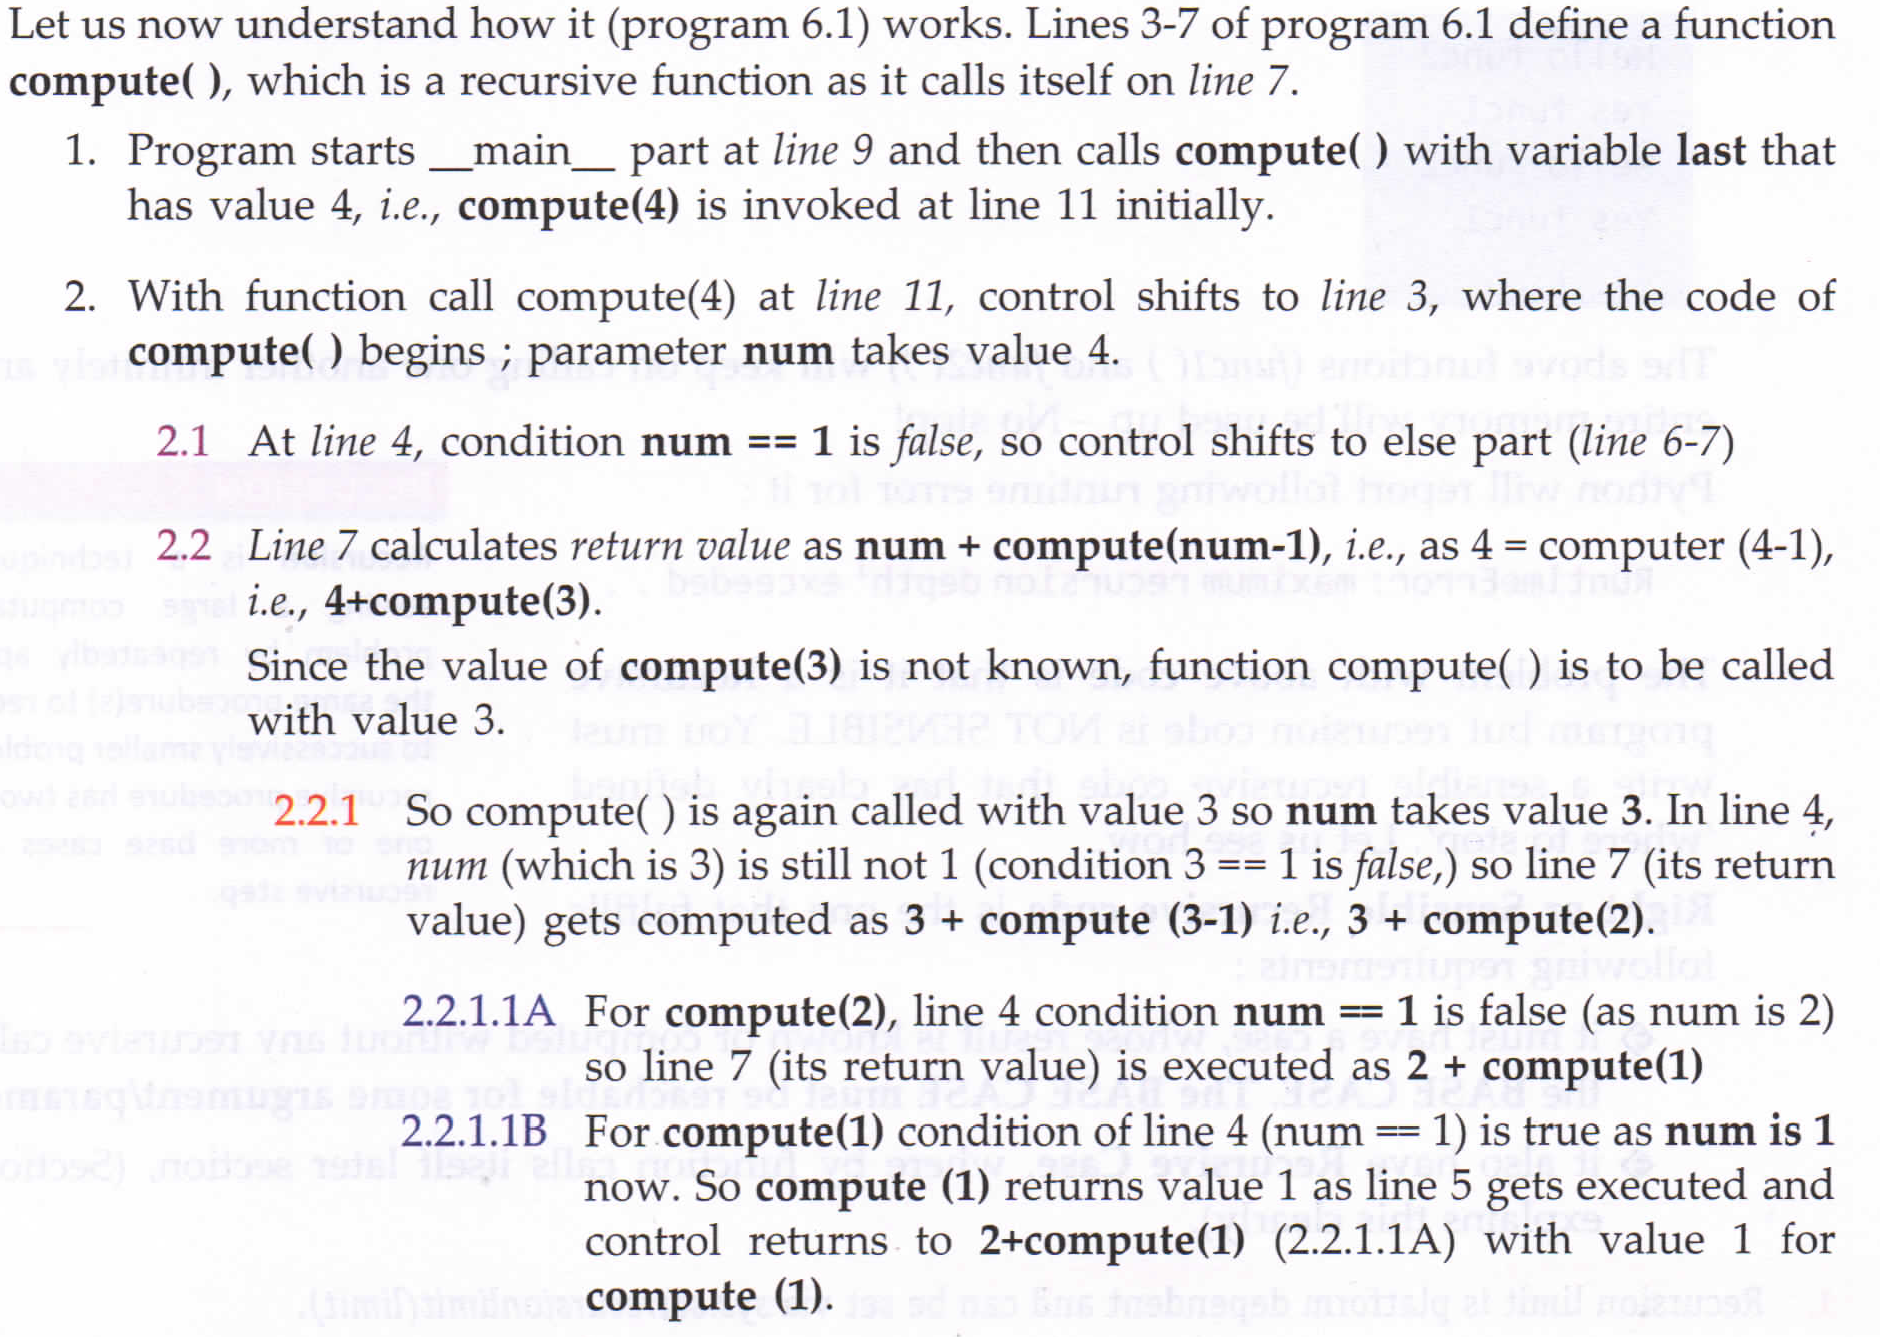 Let us now understand how it (program 6.1) works. Lines 3-7 of program 6.1 define a function
compute( ), which is a recursive function as it calls itself on line 7.
1. Program starts __main__ part at line 9 and then calls compute( ) with variable last that
has value 4, i.e., compute(4) is invoked at line 11 initially.
2. With function call compute(4) at line 11, control shifts to line 3, where the code of
compute( ) begins ; parameter num takes value 4.
2.1 At line 4, condition num == 1 is false, so control shifts to else part (line 6-7)
2.2 Line 7 calculates return value as num + compute(num-1), i.e., as 4 = computer (4-1),
i.e., 4+compute(3).
Since the value of compute(3) is not known, function compute( ) is to be called
with value 3.
2.2.1 So compute( ) is again called with value 3 so num takes value 3. In line 4,
num (which is 3) is still not 1 (condition 3 == 1 is false,) so line 7 (its return
value) gets computed as 3 + compute (3-1) i.e., 3 + compute(2).
2.2.1.1A For compute(2), line 4 condition num == 1 is false (as num is 2)
so line 7 (its return value) is executed as 2 + compute(1)
2.2.1.1B For compute(1) condition of line 4 (num == 1) is true as num is 1
now. So compute (1) returns value 1 as line 5 gets executed and
control returns to 2+compute(1) (2.2.1.1A) with value 1 for
compute (1).